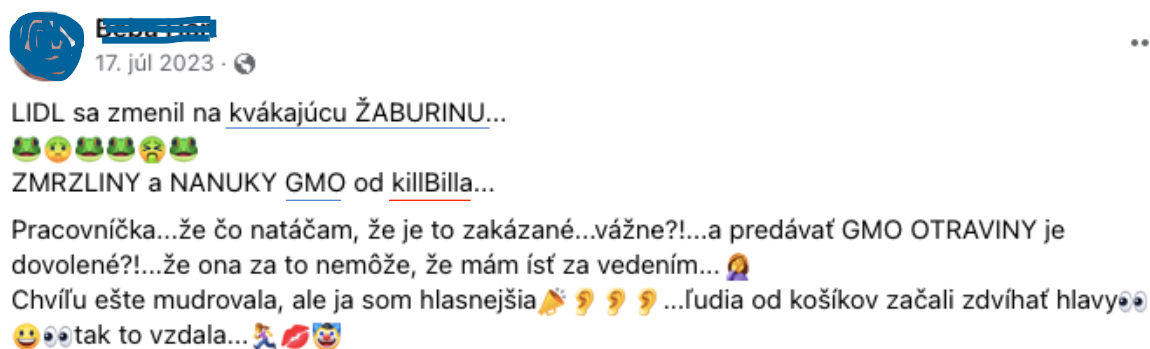 17. júl 2023 ·
LIDL sa zmenil na kvákajúcu ŽABURINU...
🐸🤢🐸🐸🤮🐸
ZMRZLINY a NANUKY GMO od killBilla...
Pracovníčka...že čo natáčam, že je to zakázané...vážne?!...a predávať GMO OTRAVINY je
dovolené?!...že ona za to nemôže, že mám ísť za vedením...🤦‍♀️
Chvíľu ešte mudrovala, ale ja som hlasnejšia📣👂👂👂...ľudia od košíkov začali zdvíhať hlavy👀
😀👀tak to vzdala...🏃‍♀️💋🤡